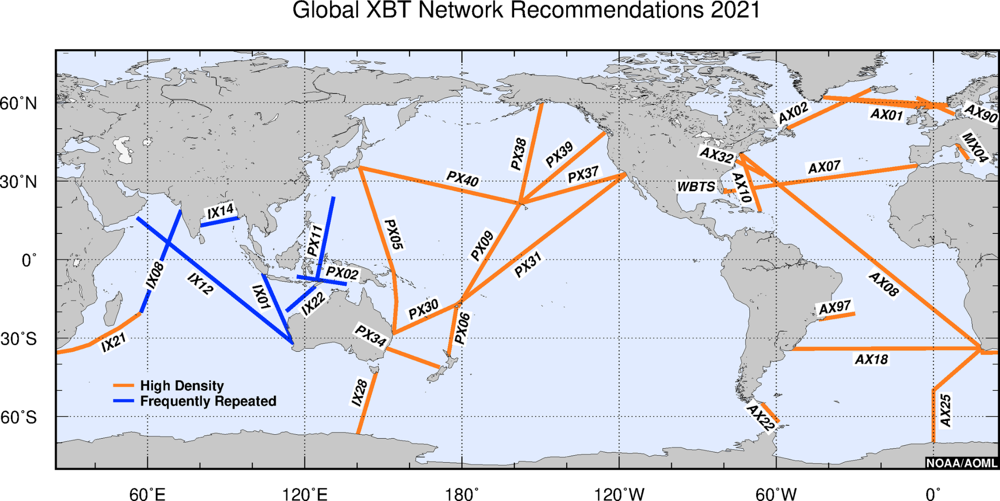 Global XBT Network Recommendations 2021
60˚N
30˚N
0˚
30˚S
60˚S
AX02
AX01
AX90
MX04
PX38
PX39
AX32
AX07
PX40
PX37
WBTS
AX10
IX14
PX05
PX11
PX09
PX31
IX08
PX02
IX12
IX01
IX22
AX08
PX30
AX97
PX06
PX34
IX21
AX18
IX28
AX25
AX22
High Density
Frequently Repeated
NOAA/AOML
60˚E
120˚E
180˚
120˚W
60˚W
0˚